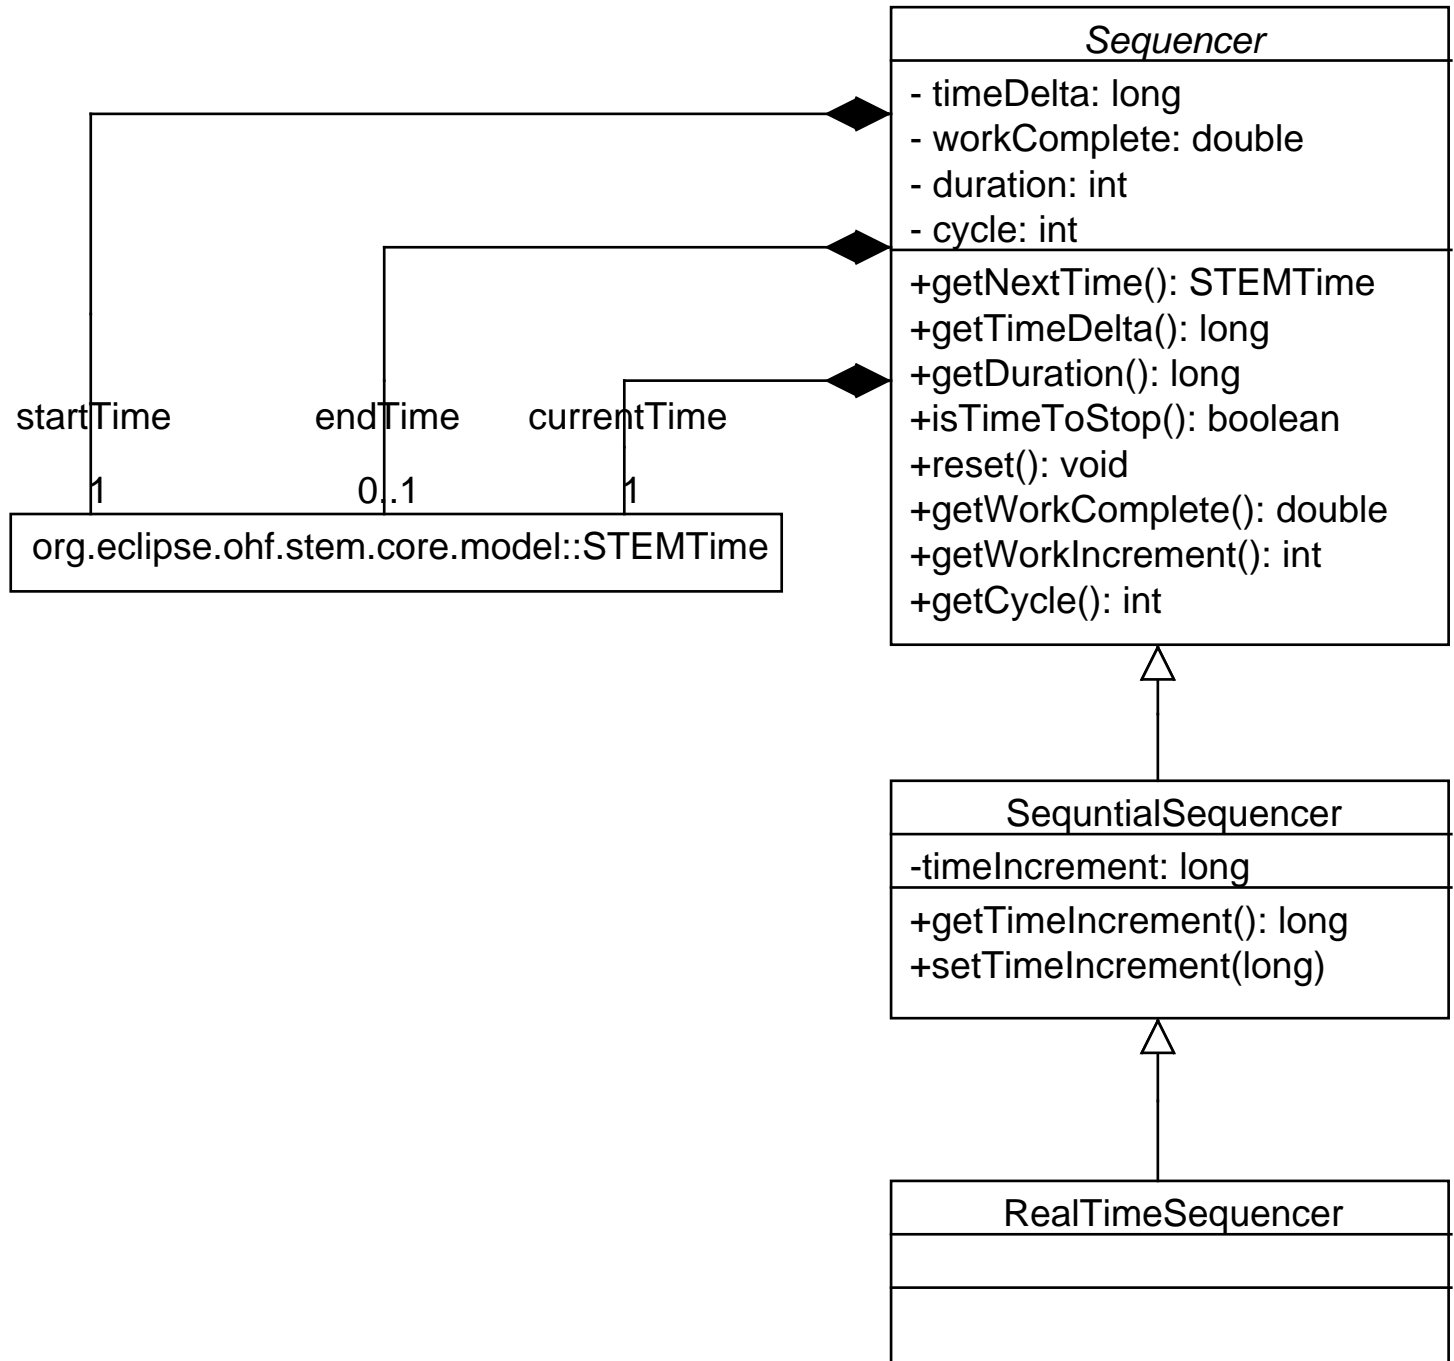 Sequencer
- timeDelta: long
- workComplete: double
- duration: int
- cycle: int
+getNextTime(): STEMTime
+getTimeDelta(): long
+getDuration(): long
+isTimeToStop(): boolean
+reset(): void
+getWorkComplete(): double
+getWorkIncrement(): int
+getCycle(): int
startTime endTime currentTime
1 0..1 1
org.eclipse.ohf.stem.core.model::STEMTime
SequntialSequencer
-timeIncrement: long
+getTimeIncrement(): long
+setTimeIncrement(long)
RealTimeSequencer